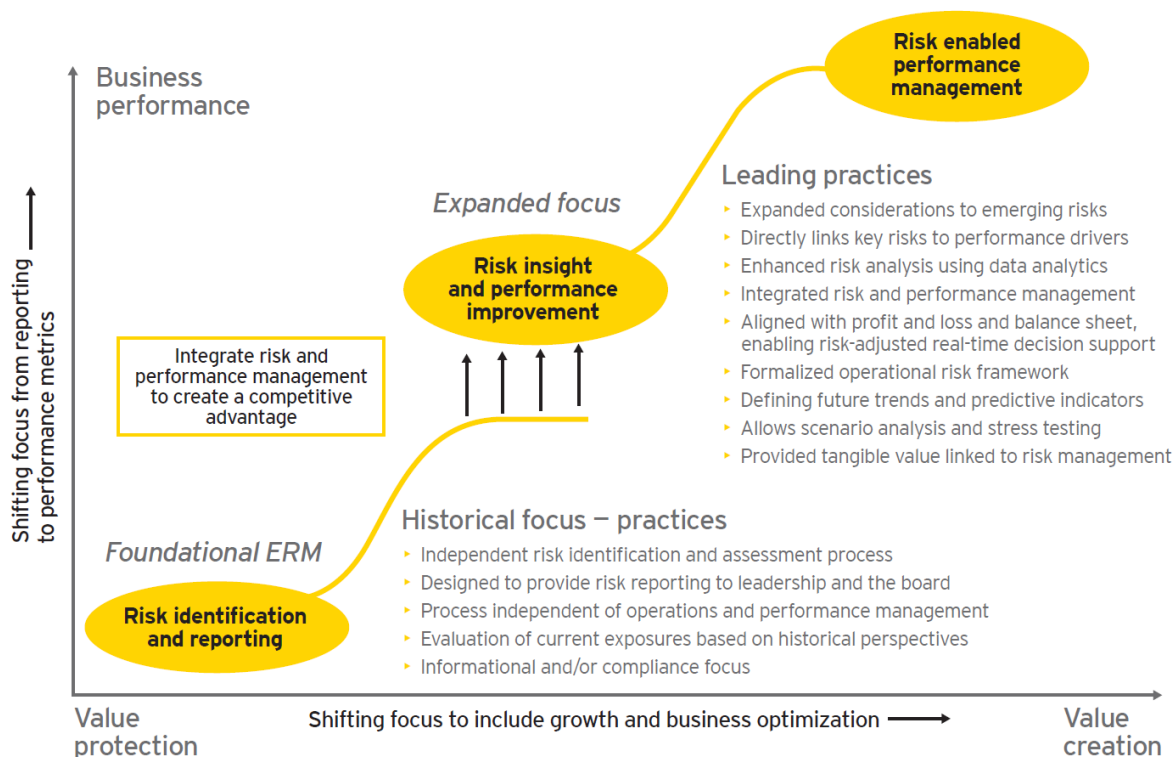 Risk enabled
performance
management
Business
performance
Leading practices
▸ Expanded considerations to emerging risks
▸ Directly links key risks to performance drivers
▸ Enhanced risk analysis using data analytics
▸ Integrated risk and performance management
▸ Aligned with profit and loss and balance sheet,
enabling risk-adjusted real-time decision support
▸ Formalized operational risk framework
▸ Defining future trends and predictive indicators
▸ Allows scenario analysis and stress testing
▸ Provided tangible value linked to risk management
Expanded focus
Risk insight
and performance
improvement
Integrate risk and
performance management
to create a competitive
advantage
Shifting focus from reporting
to performance metrics
Historical focus – practices
▸ Independent risk identification and assessment process
▸ Designed to provide risk reporting to leadership and the board
▸ Process independent of operations and performance management
▸ Evaluation of current exposures based on historical perspectives
▸ Informational and/or compliance focus
Foundational ERM
Risk identification
and reporting
Value
protection
Shifting focus to include growth and business optimization
Value
creation